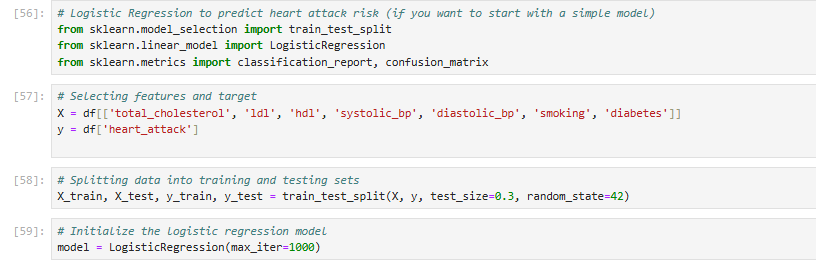 [56]: # Logistic Regression to predict heart attack risk (if you want to start with a simple model)
from sklearn.model_selection import train_test_split
from sklearn.linear_model import LogisticRegression
from sklearn.metrics import classification_report, confusion_matrix
[57]: # Selecting features and target
X = df[['total_cholesterol', 'ldl', 'hdl', 'systolic_bp', 'diastolic_bp', 'smoking', 'diabetes']]
y = df['heart_attack']
[58]: # Splitting data into training and testing sets
X_train, X_test, y_train, y_test = train_test_split(X, y, test_size=0.3, random_state=42)
[59]: # Initialize the logistic regression model
model = LogisticRegression(max_iter=1000)